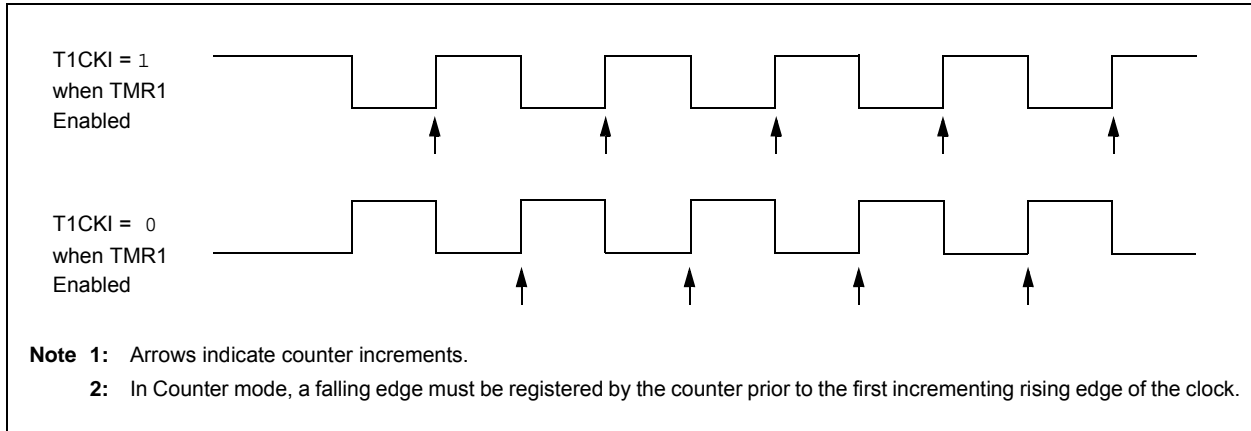 T1CKI = 1
when TMR1
Enabled
T1CKI = 0
when TMR1
Enabled
Note 1: Arrows indicate counter increments.
2: In Counter mode, a falling edge must be registered by the counter prior to the first incrementing rising edge of the clock.